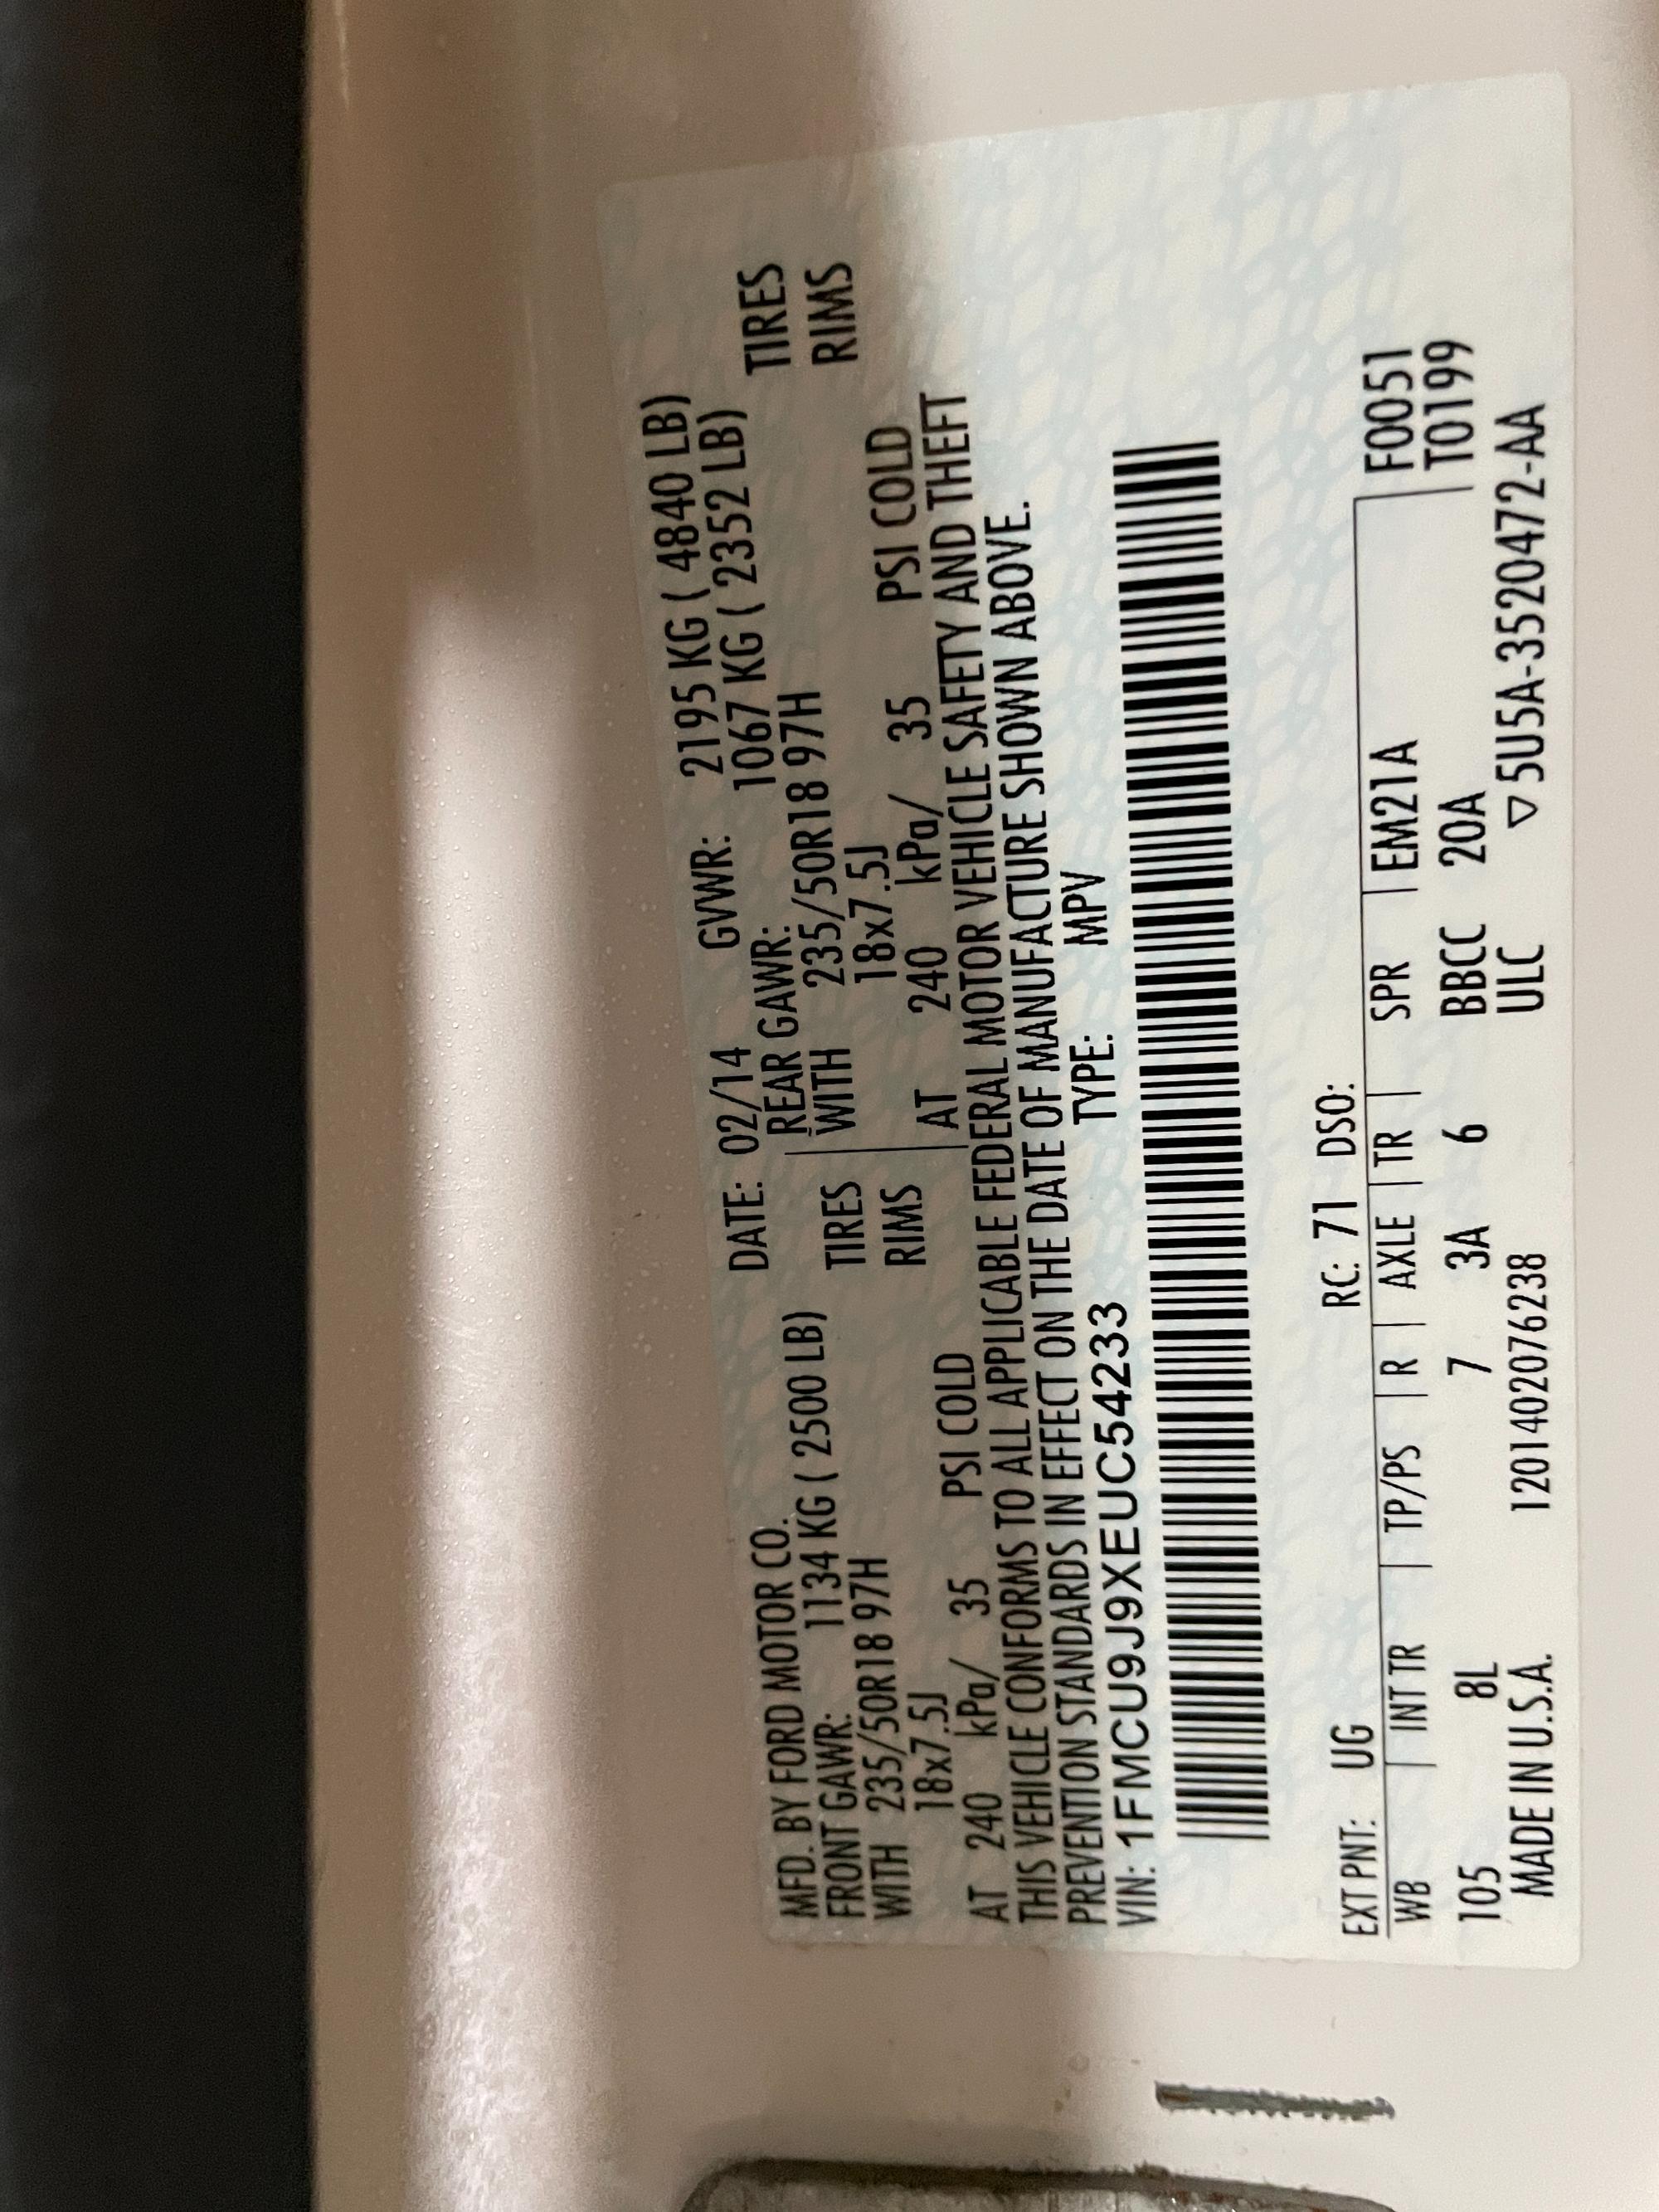 MFD. BY FORD MOTOR CO.
DATE: 02/14 GVWR: 2195 KG ( 4840 LB)
FRONT GAWR: 1134 KG ( 2500 LB) REAR GAWR: 1067 KG ( 2352 LB)
WITH 235/50R18 97H TIRES WITH 235/50R18 97H TIRES
18x7.5J RIMS 18x7.5J RIMS
AT 240 kPa/ 35 PSI COLD AT 240 kPa/ 35 PSI COLD
THIS VEHICLE CONFORMS TO ALL APPLICABLE FEDERAL MOTOR VEHICLE SAFETY AND THEFT
PREVENTION STANDARDS IN EFFECT ON THE DATE OF MANUFACTURE SHOWN ABOVE.
VIN: 1FMCU9J9XEUC54233 TYPE: MPV
EXT PNT: UG RC: 71 DSO:
WB | INT TR | TP/PS | R | AXLE | TR | SPR | EM21A F0051
T0199
105 8L 7 3A 6 BBCC 20A
MADE IN U.S.A. 1201402076238 ULC ▽5U5A-3520472-AA